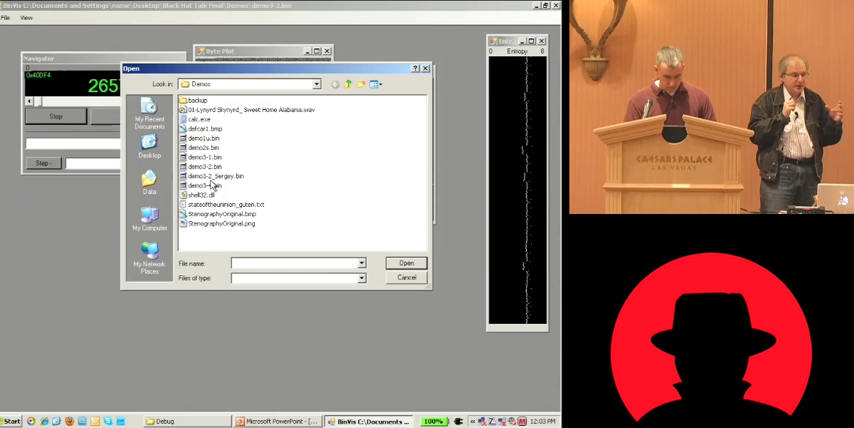 BinVis C:\Documents and Settings\name\Desktop\Black Hat Talk Final\Demos\demo3-2.bin
File View
Navigator
0x40DF4
Stop
Step
Byte Plot
Open
Look in: Demos
My Recent Documents
Desktop
Data
My Computer
My Network Places
backup
01-Lynyrd Skynyrd_ Sweet Home Alabama.wav
calc.exe
defcar1.bmp
demo1u.bin
demo2s.bin
demo3-1.bin
demo3-2.bin
demo3-2_Sergey.bin
shell32.dll
stateoftheuninion_guten.txt
StenographyOriginal.bmp
StenographyOriginal.png
File name: Open
Files of type: Cancel
0 Entropy 8
CAESARS PALACE
LAS VEGAS
Start
Debug
Microsoft PowerPoint - [...
BinVis C:\Documents ...
100%
12:03 PM